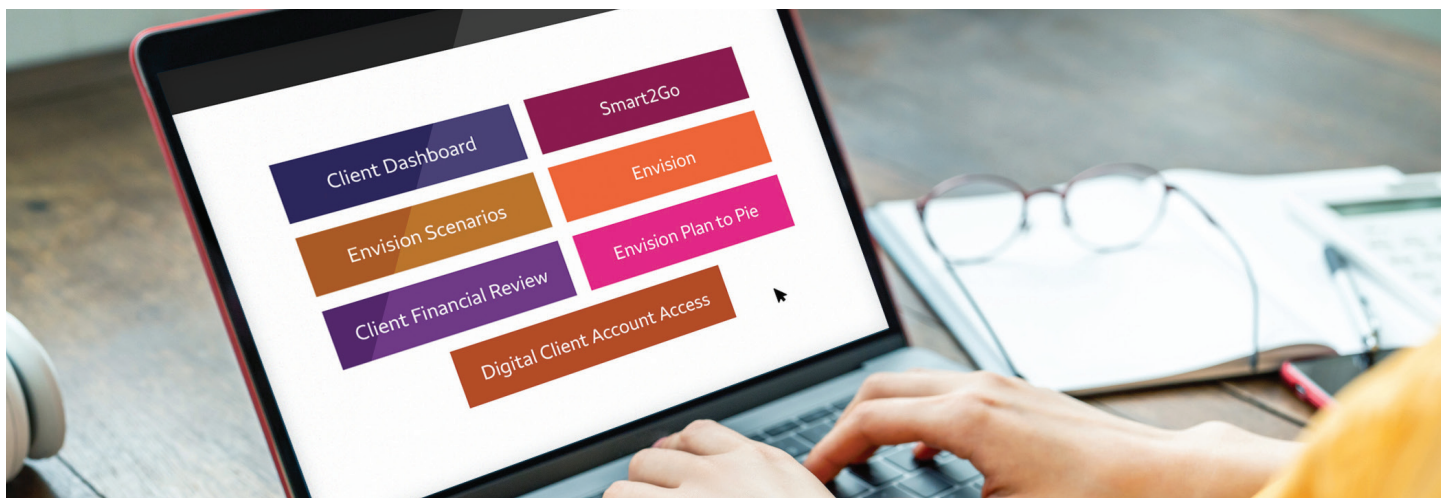 Client Dashboard
Smart2Go
Envision Scenarios
Envision
Client Financial Review
Envision Plan to Pie
Digital Client Account Access